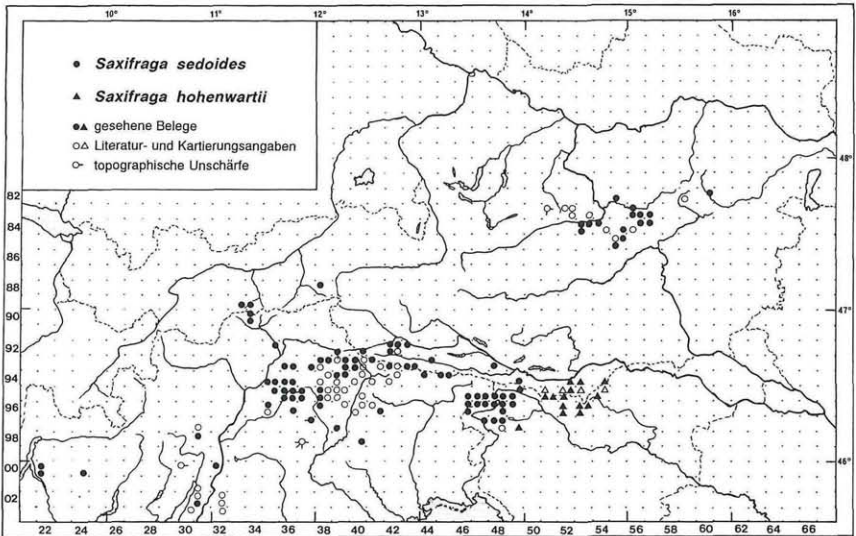 10° 11° 12° 13° 14° 15° 16°
● Saxifraga sedoides
▲ Saxifraga hohenwartii
●▲ gesehene Belege
○△ Literatur- und Kartierungsangaben
○- topographische Unschärfe
48°
82
84
86
88
47°
90
92
94
96
98
46°
00
02
22 24 26 28 30 32 34 36 38 40 42 44 46 48 50 52 54 56 58 60 62 64 66